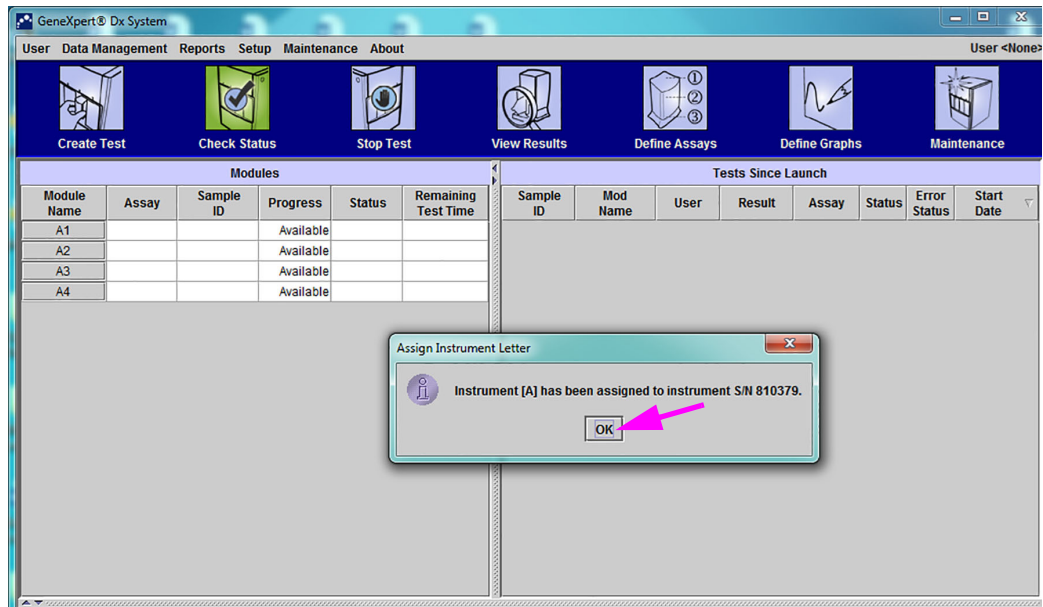 GeneXpert® Dx System
User Data Management Reports Setup Maintenance About User <None>
① ② ③
Create Test Check Status Stop Test View Results Define Assays Define Graphs Maintenance
Modules
Module Name Assay Sample ID Progress Status Remaining Test Time
A1 Available
A2 Available
A3 Available
A4 Available
Tests Since Launch
Sample ID Mod Name User Result Assay Status Error Status Start Date
Assign Instrument Letter
Instrument [A] has been assigned to instrument S/N 810379.
OK